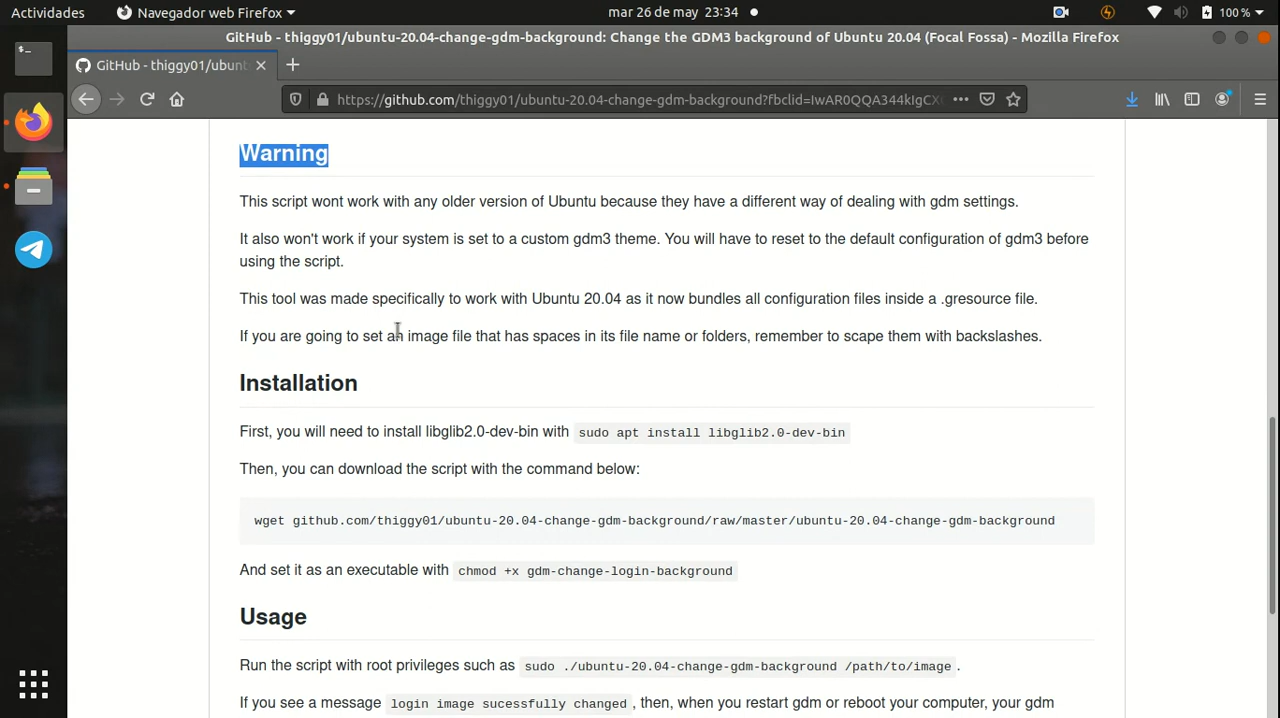 Actividades
Navegador web Firefox
mar 26 de may 23:34
100 %
GitHub - thiggy01/ubuntu-20.04-change-gdm-background: Change the GDM3 background of Ubuntu 20.04 (Focal Fossa) - Mozilla Firefox
GitHub - thiggy01/ubunt
https://github.com/thiggy01/ubuntu-20.04-change-gdm-background?fbclid=IwAR0QQA344kIgCX
Warning
This script wont work with any older version of Ubuntu because they have a different way of dealing with gdm settings.
It also won't work if your system is set to a custom gdm3 theme. You will have to reset to the default configuration of gdm3 before
using the script.
This tool was made specifically to work with Ubuntu 20.04 as it now bundles all configuration files inside a .gresource file.
If you are going to set an image file that has spaces in its file name or folders, remember to scape them with backslashes.
Installation
First, you will need to install libglib2.0-dev-bin with sudo apt install libglib2.0-dev-bin
Then, you can download the script with the command below:
wget github.com/thiggy01/ubuntu-20.04-change-gdm-background/raw/master/ubuntu-20.04-change-gdm-background
And set it as an executable with chmod +x gdm-change-login-background
Usage
Run the script with root privileges such as sudo ./ubuntu-20.04-change-gdm-background /path/to/image.
If you see a message login image sucessfully changed, then, when you restart gdm or reboot your computer, your gdm